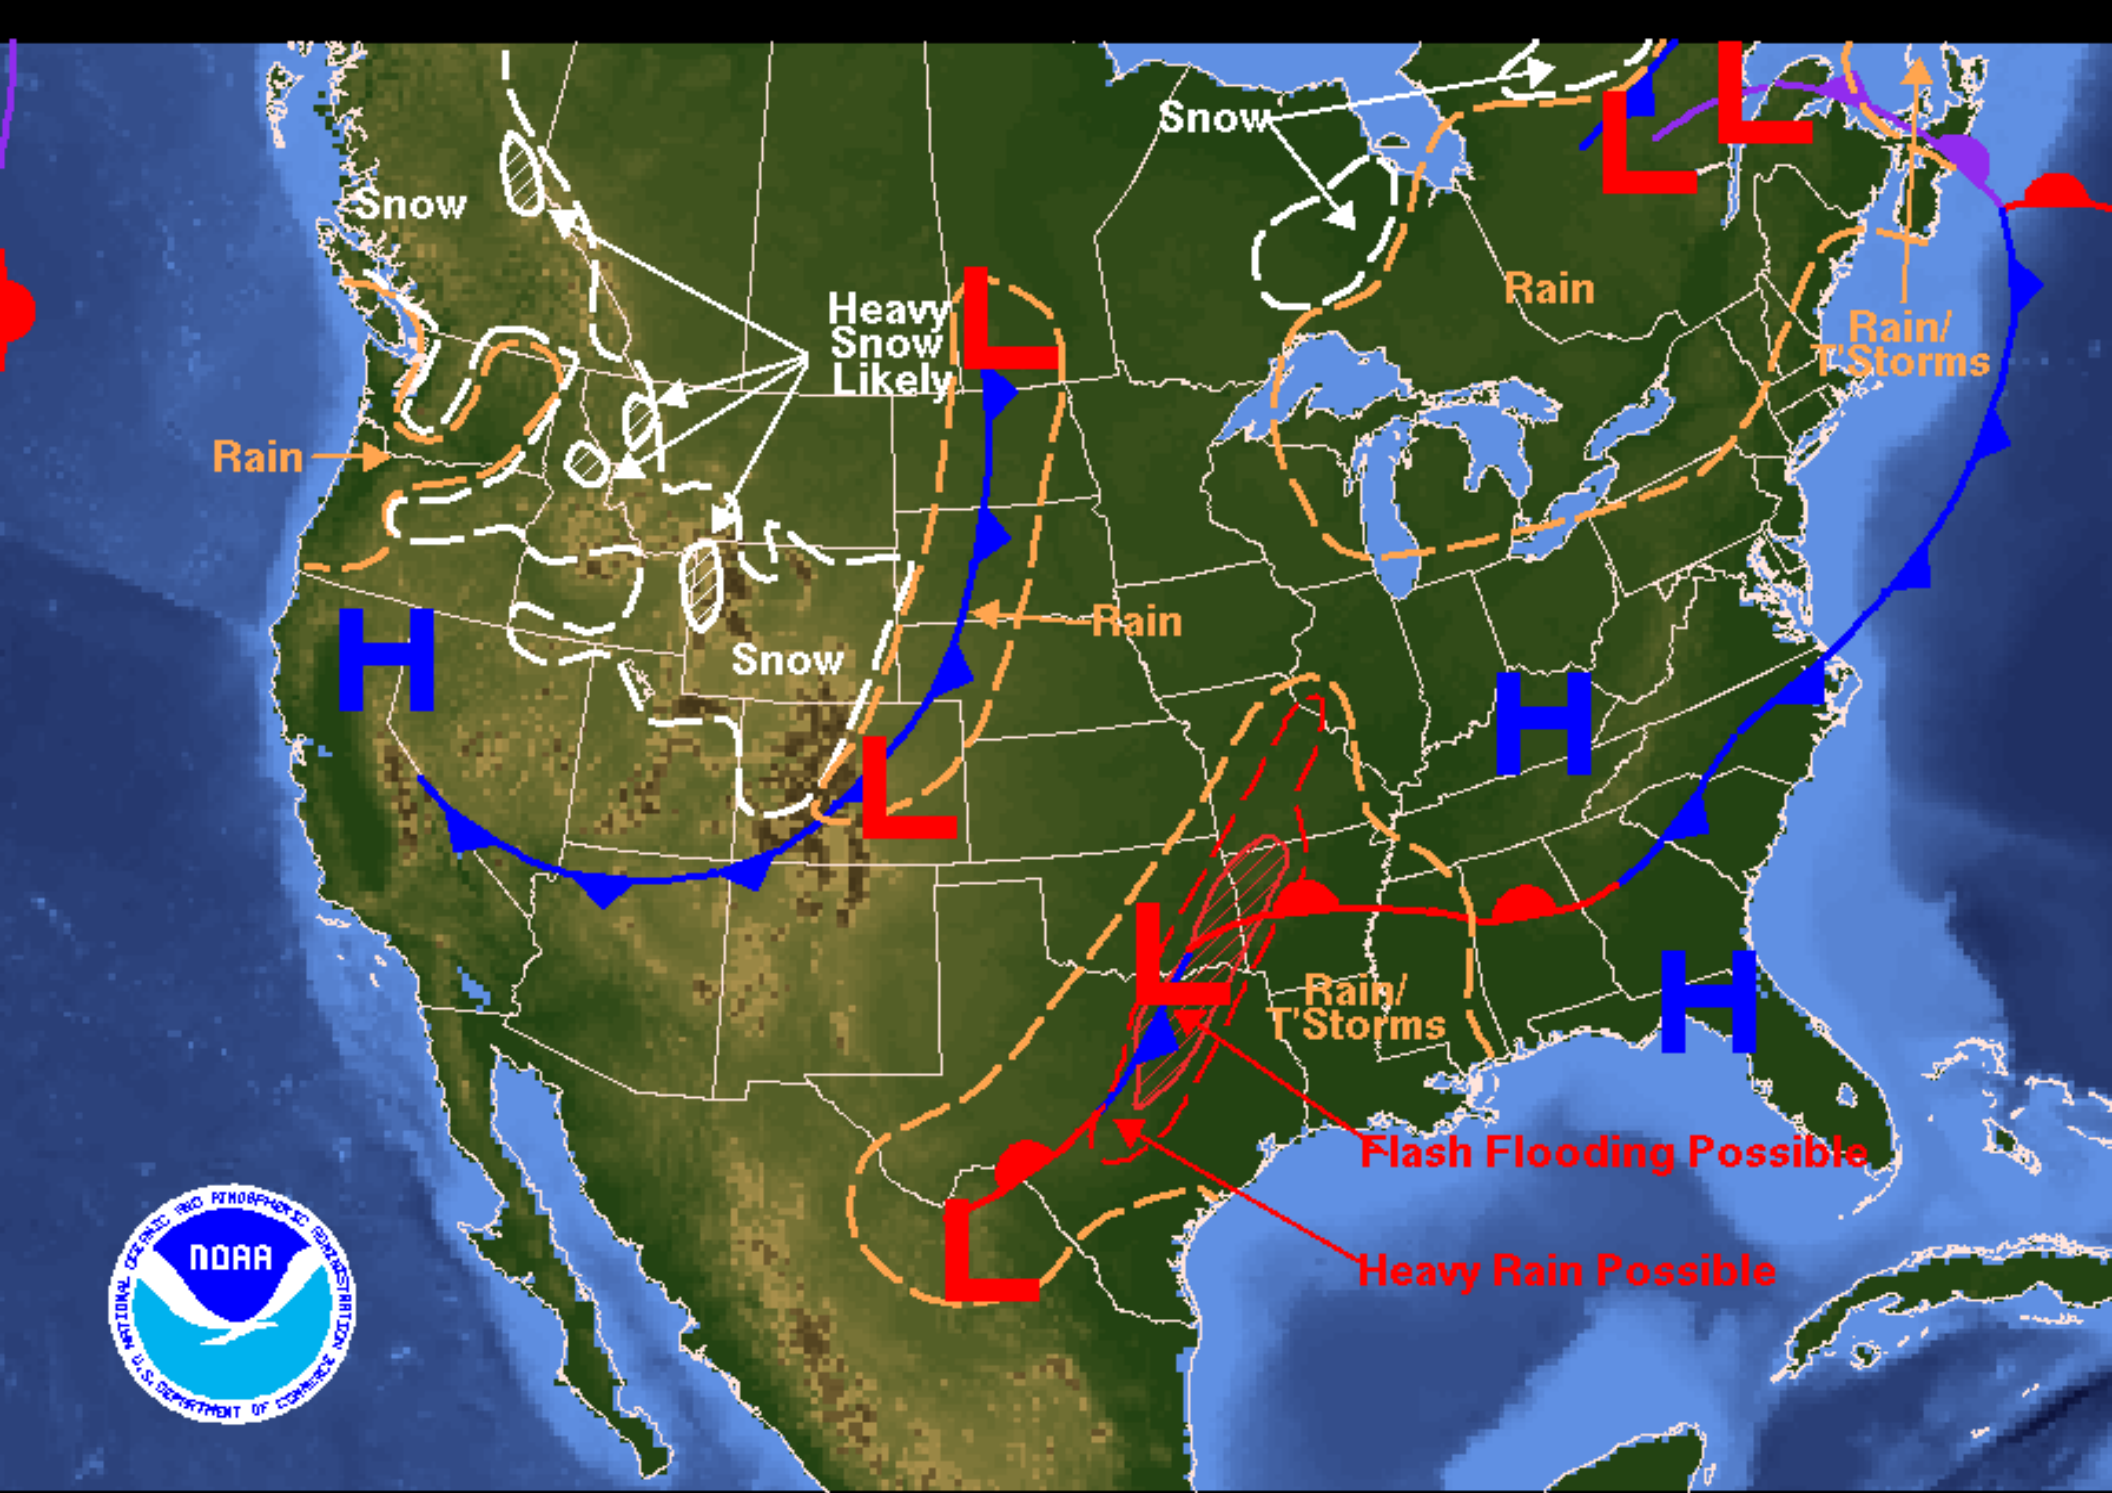 Snow
Snow
Heavy
Snow
Likely
Rain
Rain/
T'Storms
Rain
Rain
Snow
L
L
L
L
L
L
H
H
H
Rain/
T'Storms
Flash Flooding Possible
Heavy Rain Possible
NOAA
NATIONAL OCEANIC AND ATMOSPHERIC ADMINISTRATION
U.S. DEPARTMENT OF COMMERCE